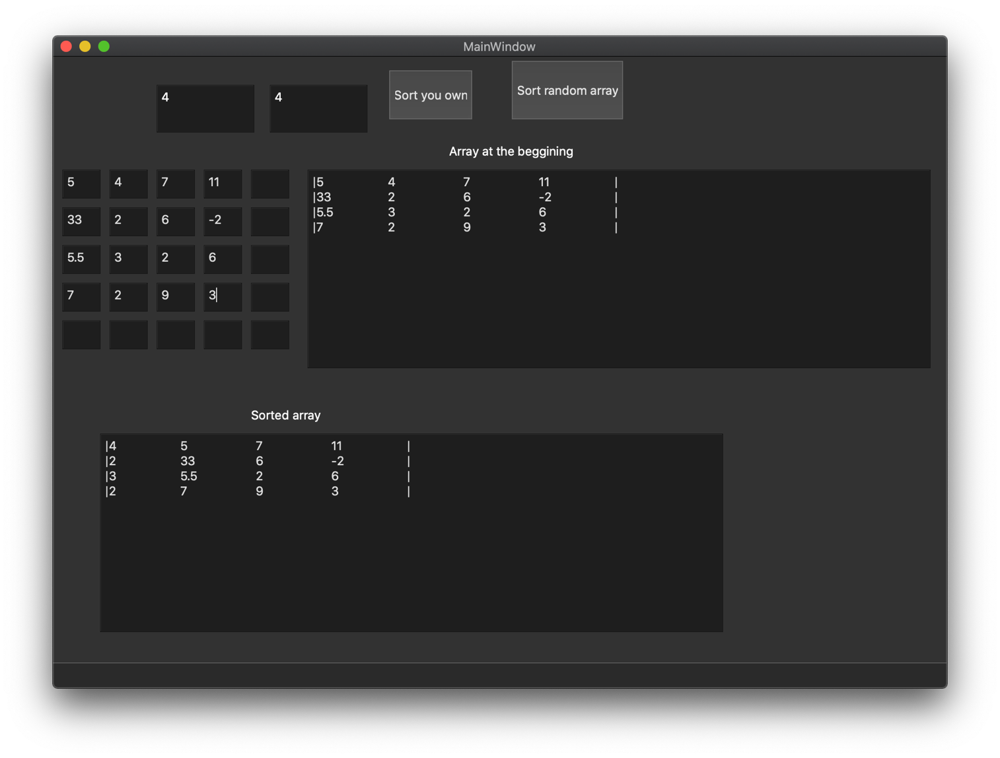 MainWindow
4 4 Sort you own Sort random array
Array at the beggining
5 4 7 11
33 2 6 -2
5.5 3 2 6
7 2 9 3
|5 4 7 11 |
|33 2 6 -2 |
|5.5 3 2 6 |
|7 2 9 3 |
Sorted array
|4 5 7 11 |
|2 33 6 -2 |
|3 5.5 2 6 |
|2 7 9 3 |